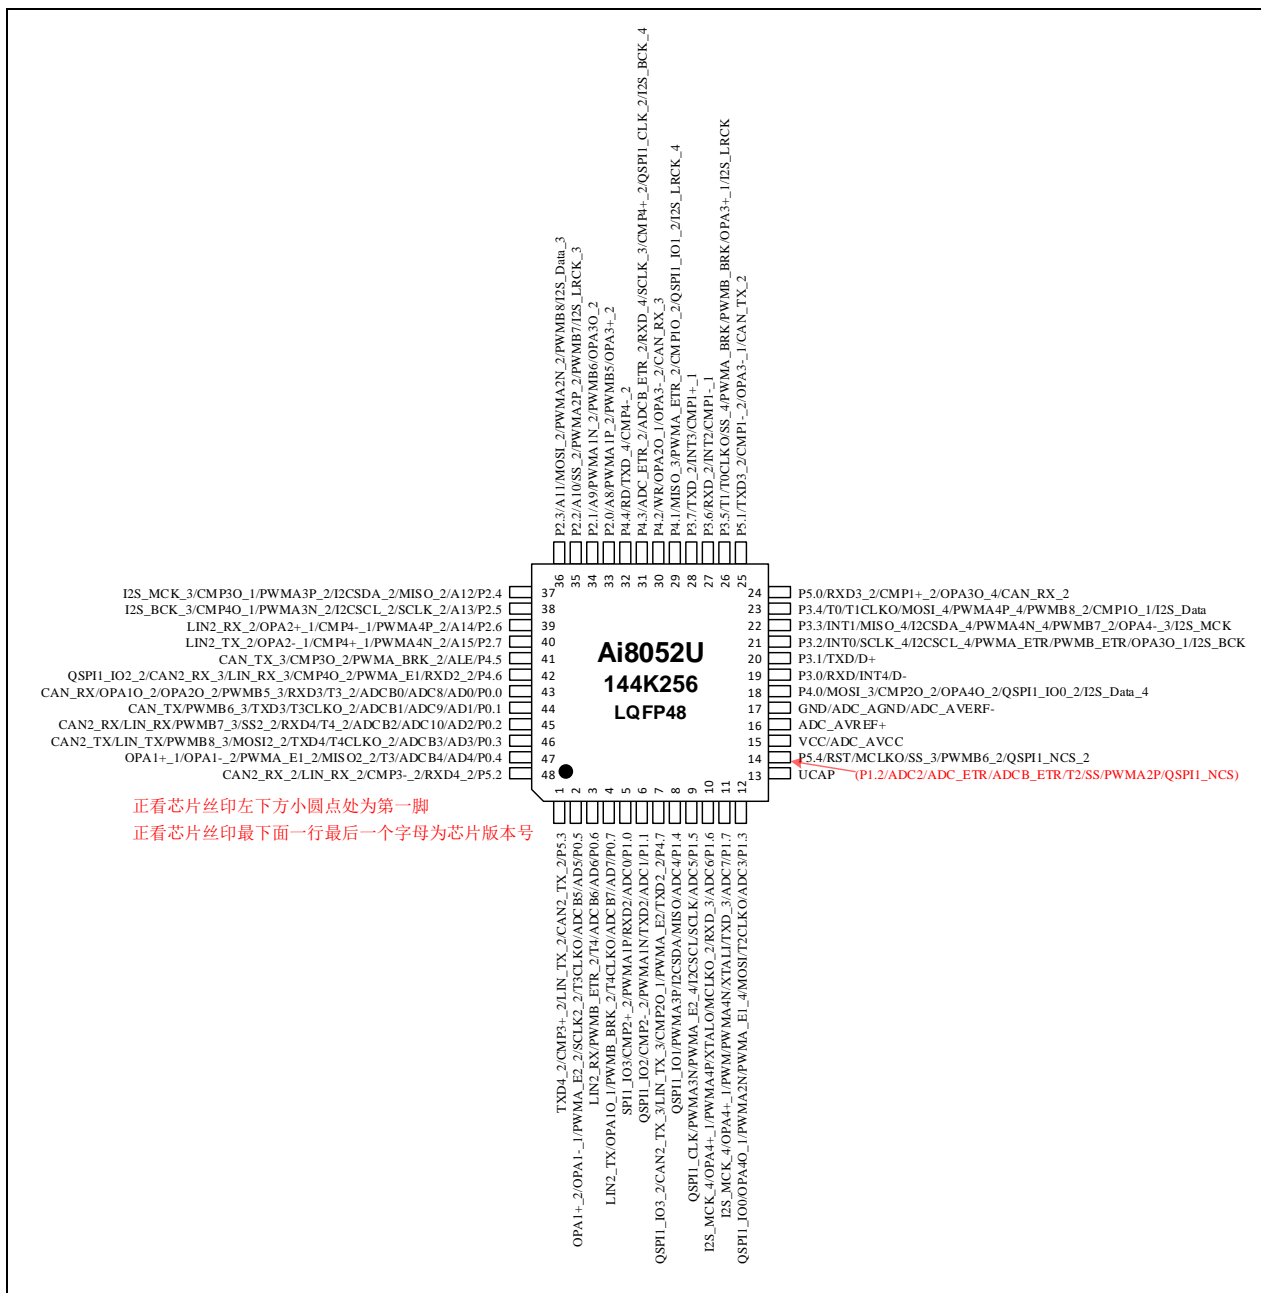 P2.3/A11/MOSI_2/PWMA2N_2/PWMB8/I2S_Data_3
P2.2/A10/SS_2/PWMA2P_2/PWMB7/I2S_LRCK_3
P2.1/A9/PWMA1N_2/PWMB6/OPA3O_2
P2.0/A8/PWMA1P_2/PWMB5/OPA3+_2
P4.4/RD/TXD_4/CMP4-_2
P4.3/ADC_ETR_2/ADCB_ETR_2/RXD_4/SCLK_3/CMP4+_2/QSPI1_CLK_2/I2S_BCK_4
P4.2/WR/OPA2O_1/OPA3-_2/CAN_RX_3
P4.1/MISO_3/PWMA_ETR_2/CMP1O_2/QSPI1_IO1_2/I2S_LRCK_4
P3.7/TXD_2/INT3/CMP1+_1
P3.6/RXD_2/INT2/CMP1-_1
P3.5/T1/T0CLKO/SS_4/PWMA_BRK/PWMB_BRK/OPA3+_1/I2S_LRCK
P5.1/TXD3_2/CMP1-_2/OPA3-_1/CAN_TX_2
36 35 34 33 32 31 30 29 28 27 26 25
I2S_MCK_3/CMP3O_1/PWMA3P_2/I2CSDA_2/MISO_2/A12/P2.4 37
I2S_BCK_3/CMP4O_1/PWMA3N_2/I2CSCL_2/SCLK_2/A13/P2.5 38
LIN2_RX_2/OPA2+_1/CMP4-_1/PWMA4P_2/A14/P2.6 39
LIN2_TX_2/OPA2-_1/CMP4+_1/PWMA4N_2/A15/P2.7 40
CAN_TX_3/CMP3O_2/PWMA_BRK_2/ALE/P4.5 41
QSPI1_IO2_2/CAN2_RX_3/LIN_RX_3/CMP4O_2/PWMA_E1/RXD2_2/P4.6 42
CAN_RX/OPA1O_2/OPA2O_2/PWMB5_3/RXD3/T3_2/ADCB0/ADC8/AD0/P0.0 43
CAN_TX/PWMB6_3/TXD3/T3CLKO_2/ADCB1/ADC9/AD1/P0.1 44
CAN2_RX/LIN_RX/PWMB7_3/SS2_2/RXD4/T4_2/ADCB2/ADC10/AD2/P0.2 45
CAN2_TX/LIN_TX/PWMB8_3/MOSI2_2/TXD4/T4CLKO_2/ADCB3/AD3/P0.3 46
OPA1+_1/OPA1-_2/PWMA_E1_2/MISO2_2/T3/ADCB4/AD4/P0.4 47
CAN2_RX_2/LIN_RX_2/CMP3-_2/RXD4_2/P5.2 48
Ai8052U
144K256
LQFP48
24 P5.0/RXD3_2/CMP1+_2/OPA3O_4/CAN_RX_2
23 P3.4/T0/T1CLKO/MOSI_4/PWMA4P_4/PWMB8_2/CMP1O_1/I2S_Data
22 P3.3/INT1/MISO_4/I2CSDA_4/PWMA4N_4/PWMB7_2/OPA4-_3/I2S_MCK
21 P3.2/INT0/SCLK_4/I2CSCL_4/PWMA_ETR/PWMB_ETR/OPA3O_1/I2S_BCK
20 P3.1/TXD/D+
19 P3.0/RXD/INT4/D-
18 P4.0/MOSI_3/CMP2O_2/OPA4O_2/QSPI1_IO0_2/I2S_Data_4
17 GND/ADC_AGND/ADC_AVERF-
16 ADC_AVREF+
15 VCC/ADC_AVCC
14 P5.4/RST/MCLKO/SS_3/PWMB6_2/QSPI1_NCS_2
13 UCAP (P1.2/ADC2/ADC_ETR/ADCB_ETR/T2/SS/PWMA2P/QSPI1_NCS)
正看芯片丝印左下方小圆点处为第一脚
正看芯片丝印最下面一行最后一个字母为芯片版本号
1 2 3 4 5 6 7 8 9 10 11 12
TXD4_2/CMP3+_2/LIN_TX_2/CAN2_TX_2/P5.3
OPA1+_2/OPA1-_1/PWMA_E2_2/SCLK2_2/T3CLKO/ADCB5/AD5/P0.5
LIN2_RX/PWMB_ETR_2/T4/ADCB6/AD6/P0.6
LIN2_TX/OPA1O_1/PWMB_BRK_2/T4CLKO/ADCB7/AD7/P0.7
SPI1_IO3/CMP2+_2/PWMA1P/RXD2/ADC0/P1.0
QSPI1_IO2/CMP2-_2/PWMA1N/TXD2/ADC1/P1.1
QSPI1_IO3_2/CAN2_TX_3/LIN_TX_3/CMP2O_1/PWMA_E2/TXD2_2/P4.7
QSPI1_IO1/PWMA3P/I2CSDA/MISO/ADC4/P1.4
QSPI1_CLK/PWMA3N/PWMA_E2_4/I2CSCL/SCLK/ADC5/P1.5
I2S_MCK_4/OPA4+_1/PWMA4P/XTALO/MCLKO_2/RXD_3/ADC6/P1.6
I2S_MCK_4/OPA4+_1/PWM/PWMA4N/XTALI/TXD_3/ADC7/P1.7
QSPI1_IO0/OPA4O_1/PWMA2N/PWMA_E1_4/MOSI/T2CLKO/ADC3/P1.3